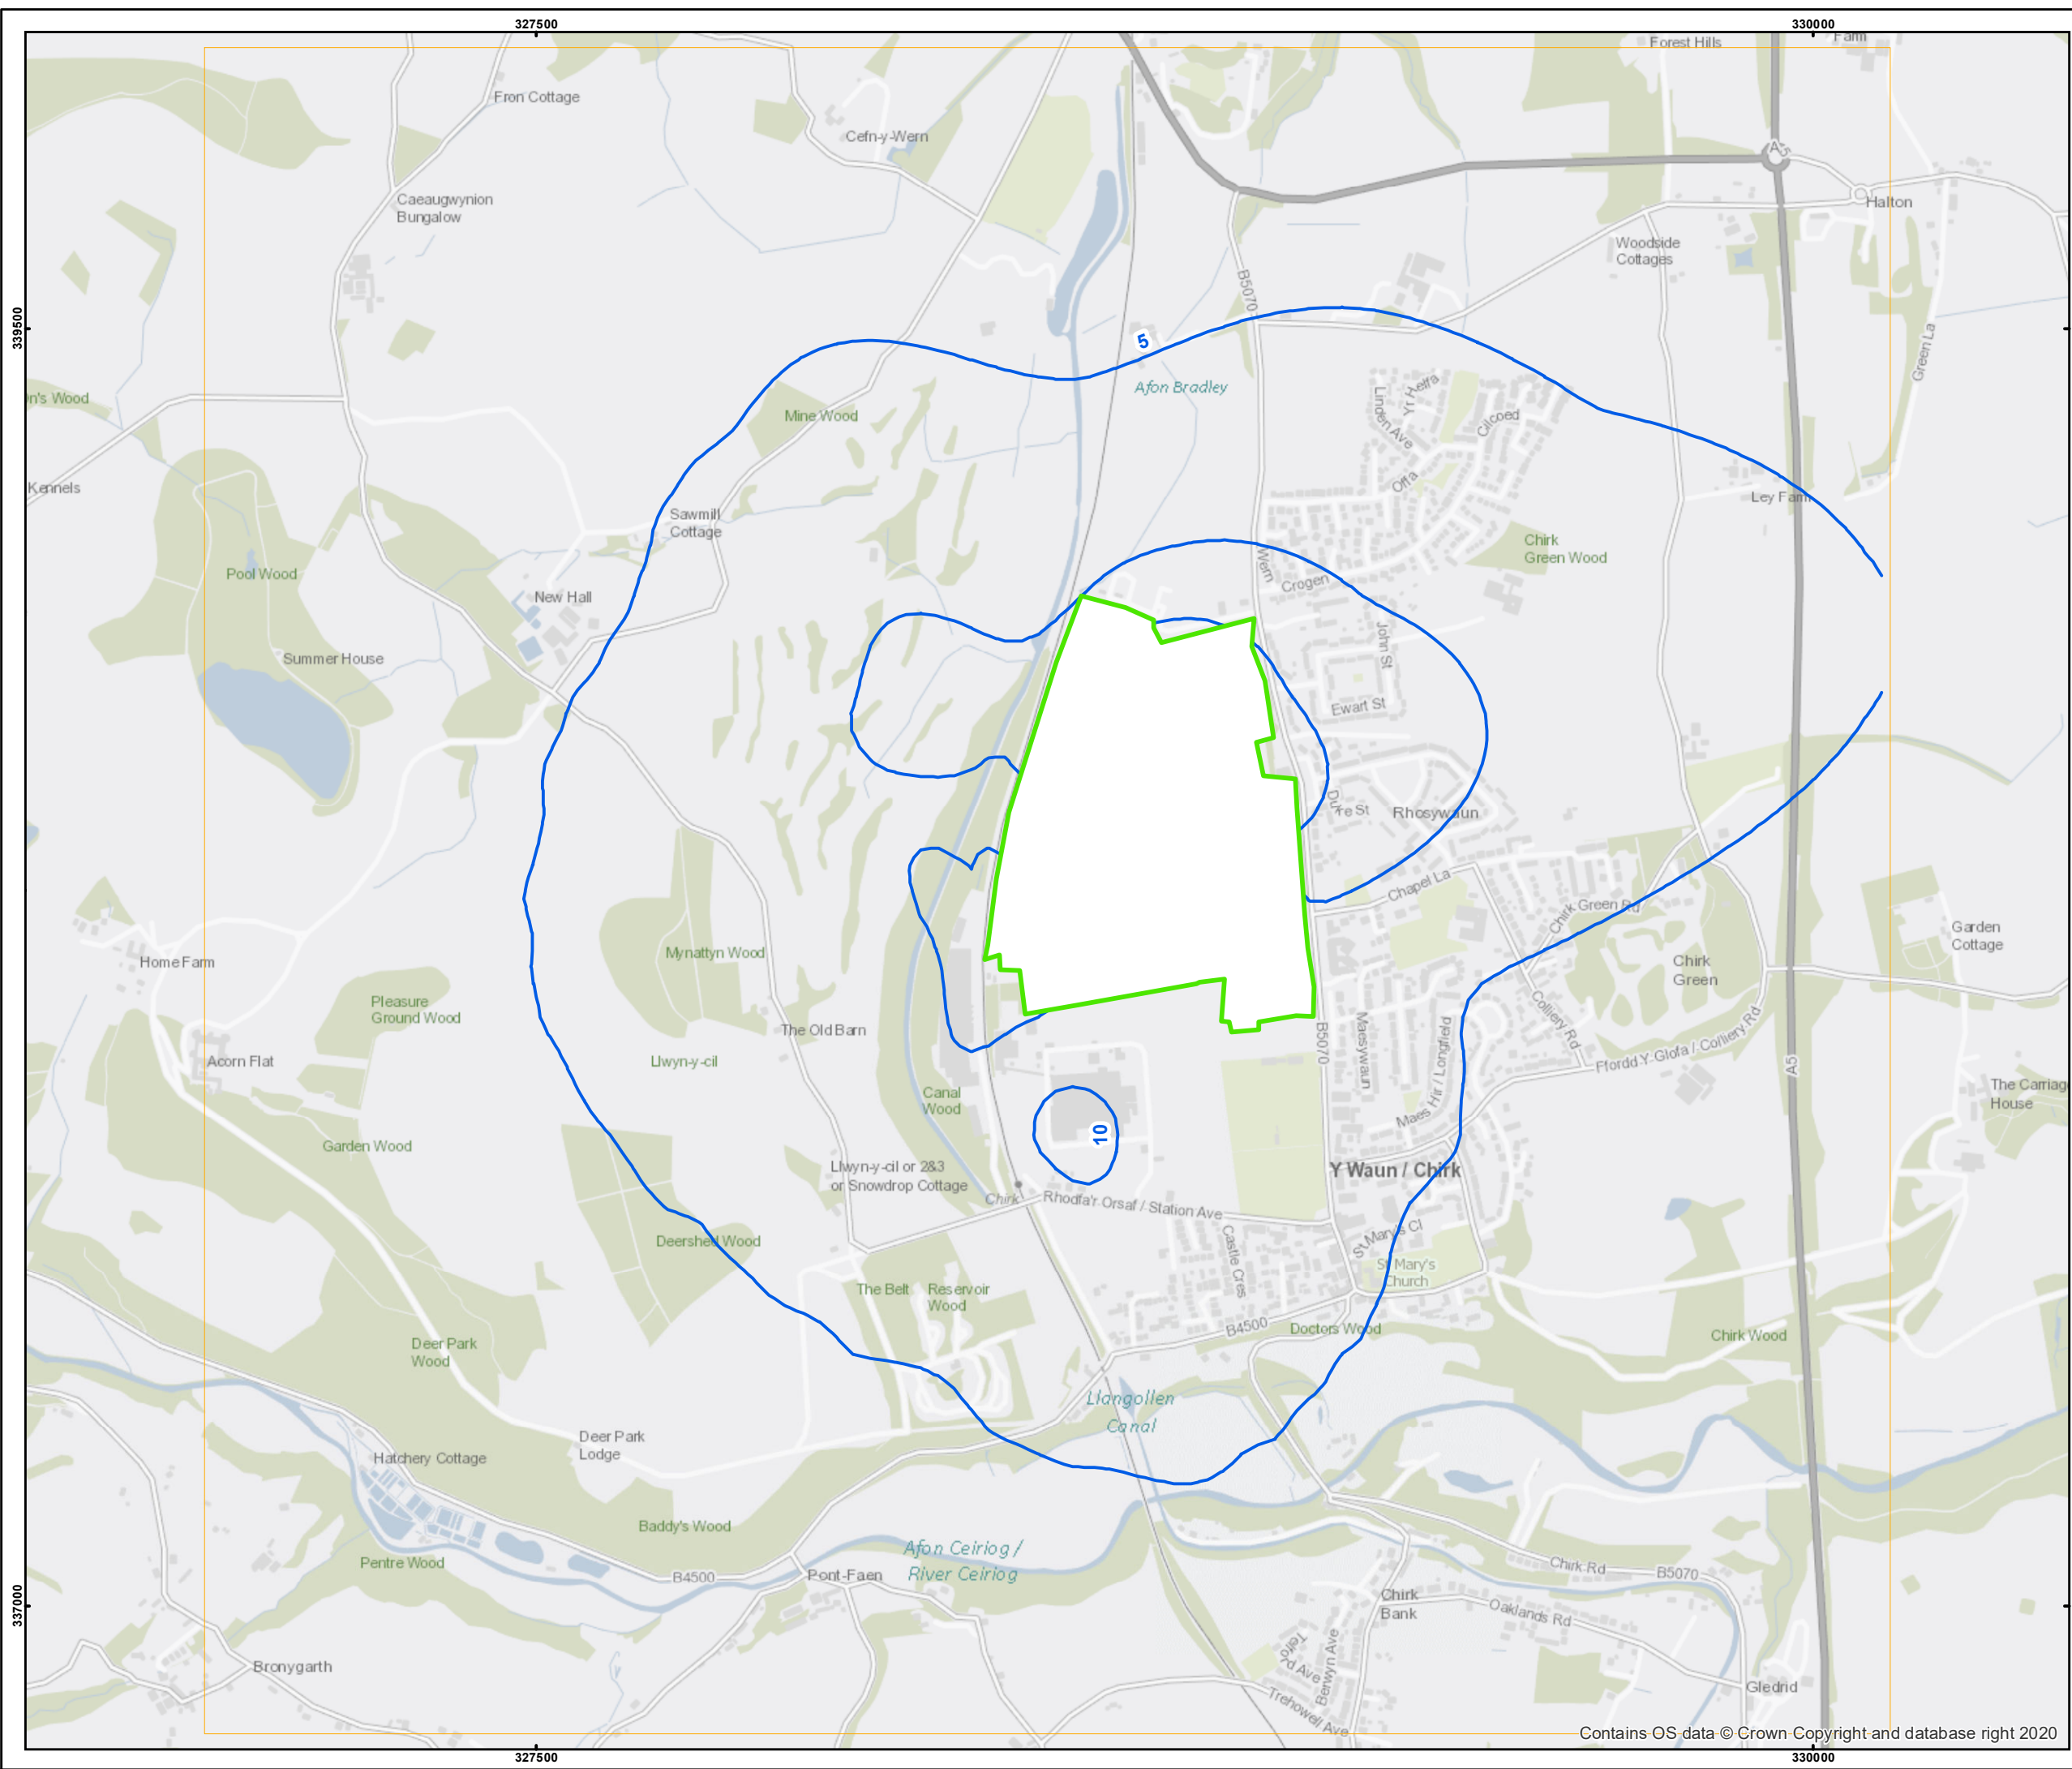 327500
330000
Forest Hills
Farm
Fron Cottage
Cefn-y-Wern
A5
Caeaugwynion
Bungalow
Halton
Woodside
Cottages
B5070
339500
339500
5
Green La
Afon Bradley
n's Wood
Mine Wood
Yr Aelfa
Linden Ave
Cilcoed
Offa
Kennels
Ley Farm
Sawmill
Cottage
Chirk
Green Wood
Pool Wood
Wern
Crogen
New Hall
John St
Summer House
Ewart St
Duke St
Rhosywaun
Chapel La
Chirk Green Rd
Garden
Cottage
Mynattyn Wood
Home Farm
Chirk
Green
Pleasure
Ground Wood
Colliery Rd
The Old Barn
B5070
Maesywaun
Maes Hir / Longfield
Ffordd Y Glofa / Colliery Rd
A5
Acorn Flat
Llwyn-y-cil
Canal
Wood
The Carriag
House
10
Garden Wood
Llwyn-y-cil or 2&3
or Snowdrop Cottage
Y Waun / Chirk
Chirk
Rhodfa'r Orsaf / Station Ave
Castle Cres
St Mary's Cl
Deershed Wood
St Mary's
Church
The Belt
Reservoir
Wood
B4500
Doctors Wood
Chirk Wood
Deer Park
Wood
Llangollen
Canal
Deer Park
Lodge
Hatchery Cottage
Baddy's Wood
Afon Ceiriog /
River Ceiriog
Pentre Wood
B4500
Pont-Faen
Chirk Rd
B5070
Chirk
Bank
Oaklands Rd
337000
Telford Ave
Berwyn Ave
Bronygarth
Trehowell Ave
Gledrid
Contains OS data © Crown Copyright and database right 2020
327500
330000